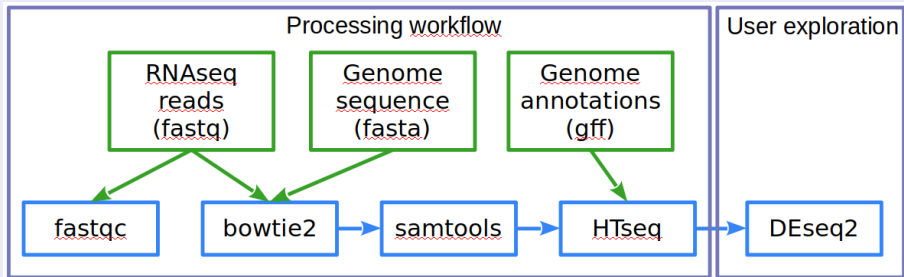 Processing workflow
User exploration
RNAseq
reads
(fastq)
Genome
sequence
(fasta)
Genome
annotations
(gff)
fastqc
bowtie2
samtools
HTseq
DEseq2